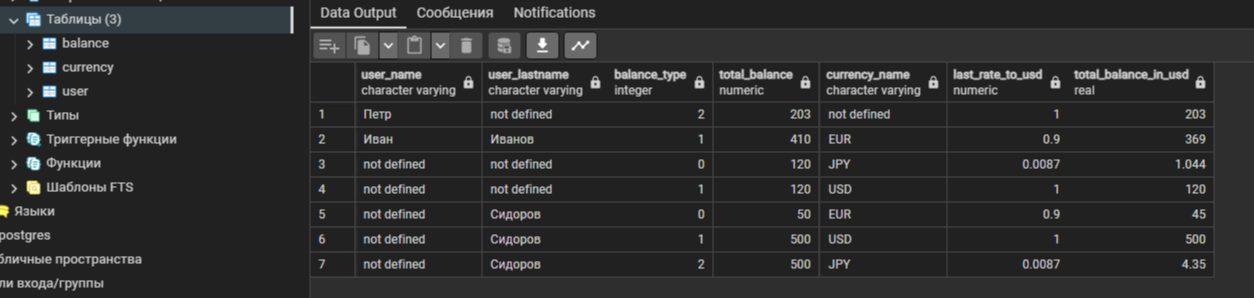 Таблицы (3)
balance
currency
user
Типы
Триггерные функции
Функции
Шаблоны FTS
Языки
postgres
бличные пространства
ли входа/группы
Data Output Сообщения Notifications
user_name user_lastname balance_type total_balance currency_name last_rate_to_usd total_balance_in_usd
character varying character varying integer numeric character varying numeric real
1 Петр not defined 2 203 not defined 1 203
2 Иван Иванов 1 410 EUR 0.9 369
3 not defined not defined 0 120 JPY 0.0087 1.044
4 not defined not defined 1 120 USD 1 120
5 not defined Сидоров 0 50 EUR 0.9 45
6 not defined Сидоров 1 500 USD 1 500
7 not defined Сидоров 2 500 JPY 0.0087 4.35